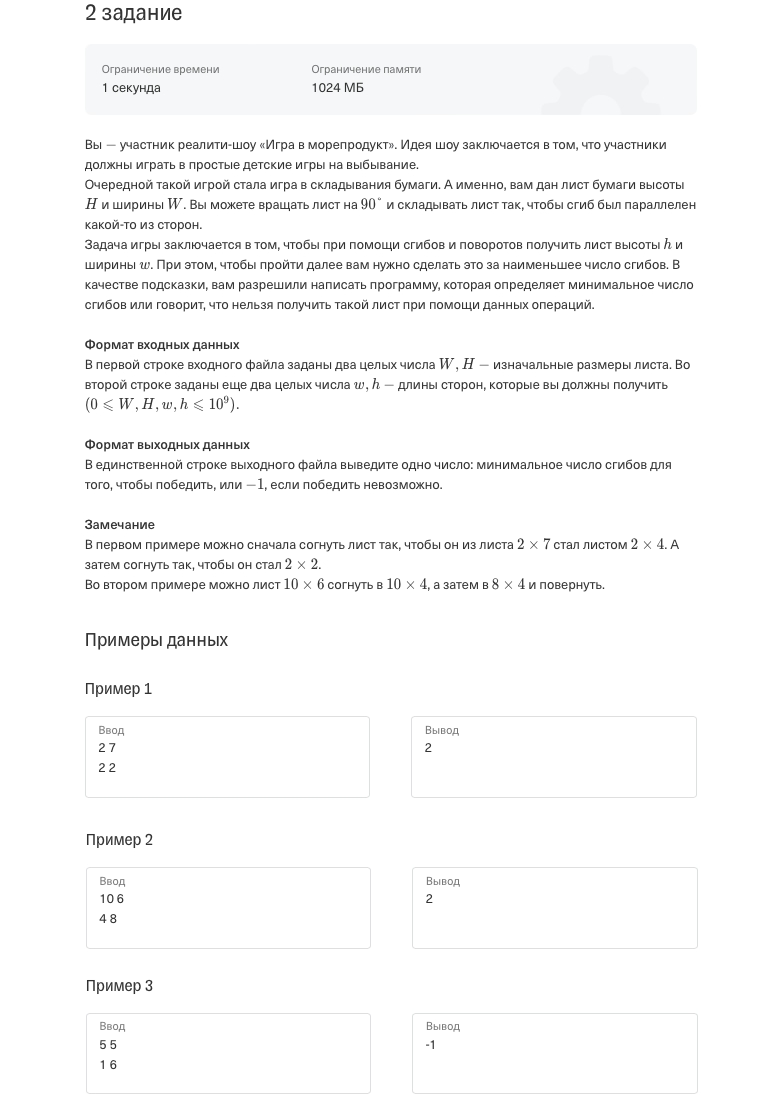 2 задание
Ограничение времени
Ограничение памяти
1 секунда
1024 МБ
Вы — участник реалити-шоу «Игра в морепродукт». Идея шоу заключается в том, что участники
должны играть в простые детские игры на выбывание.
Очередной такой игрой стала игра в складывания бумаги. А именно, вам дан лист бумаги высоты
H и ширины W. Вы можете вращать лист на 90° и складывать лист так, чтобы сгиб был параллелен
какой-то из сторон.
Задача игры заключается в том, чтобы при помощи сгибов и поворотов получить лист высоты h и
ширины w. При этом, чтобы пройти далее вам нужно сделать это за наименьшее число сгибов. В
качестве подсказки, вам разрешили написать программу, которая определяет минимальное число
сгибов или говорит, что нельзя получить такой лист при помощи данных операций.
Формат входных данных
В первой строке входного файла заданы два целых числа W, H — изначальные размеры листа. Во
второй строке заданы еще два целых числа w, h — длины сторон, которые вы должны получить
(0 ⩽ W, H, w, h ⩽ 10⁹).
Формат выходных данных
В единственной строке выходного файла выведите одно число: минимальное число сгибов для
того, чтобы победить, или −1, если победить невозможно.
Замечание
В первом примере можно сначала согнуть лист так, чтобы он из листа 2 × 7 стал листом 2 × 4. А
затем согнуть так, чтобы он стал 2 × 2.
Во втором примере можно лист 10 × 6 согнуть в 10 × 4, а затем в 8 × 4 и повернуть.
Примеры данных
Пример 1
Ввод
2 7
2 2
Вывод
2
Пример 2
Ввод
10 6
4 8
Вывод
2
Пример 3
Ввод
5 5
1 6
Вывод
-1